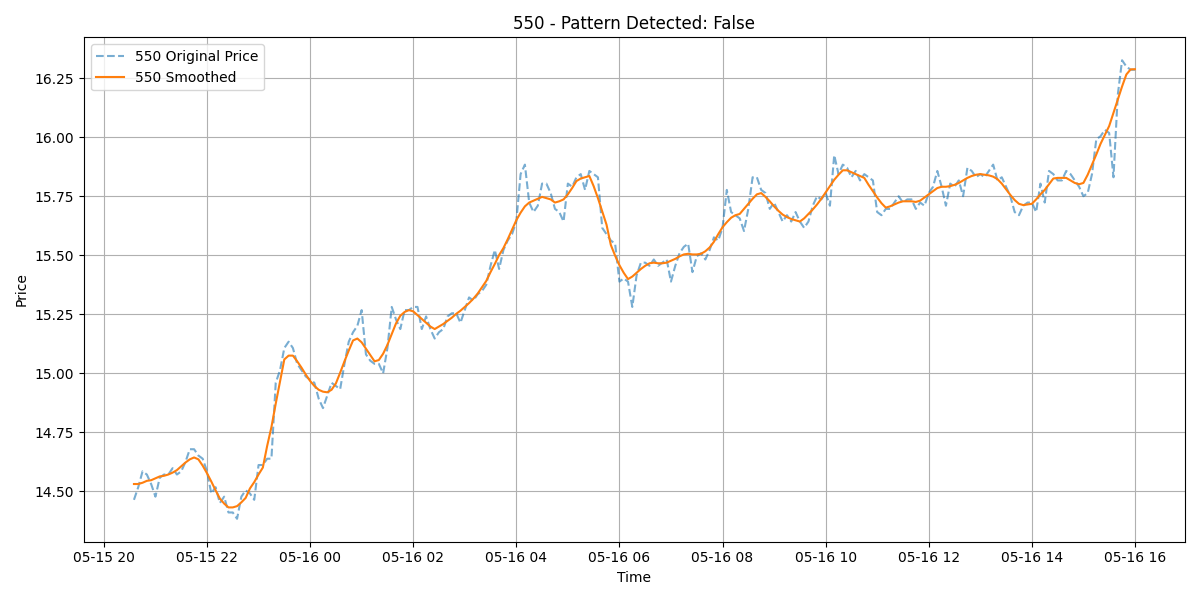 550 - Pattern Detected: False
550 Original Price
550 Smoothed
Price
16.25
16.00
15.75
15.50
15.25
15.00
14.75
14.50
05-15 20 05-15 22 05-16 00 05-16 02 05-16 04 05-16 06 05-16 08 05-16 10 05-16 12 05-16 14 05-16 16
Time